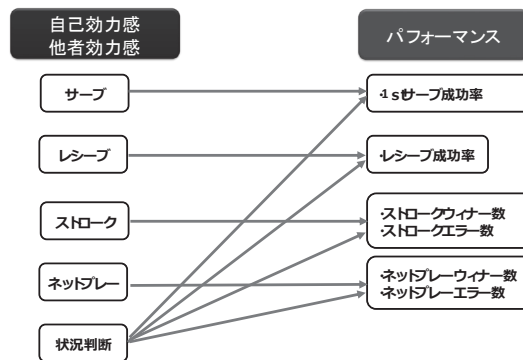 自己効力感
他者効力感
パフォーマンス
サーブ
・1stサーブ成功率
レシーブ
・レシーブ成功率
ストローク
・ストロークウィナー数
・ストロークエラー数
ネットプレー
・ネットプレーウィナー数
・ネットプレーエラー数
状況判断